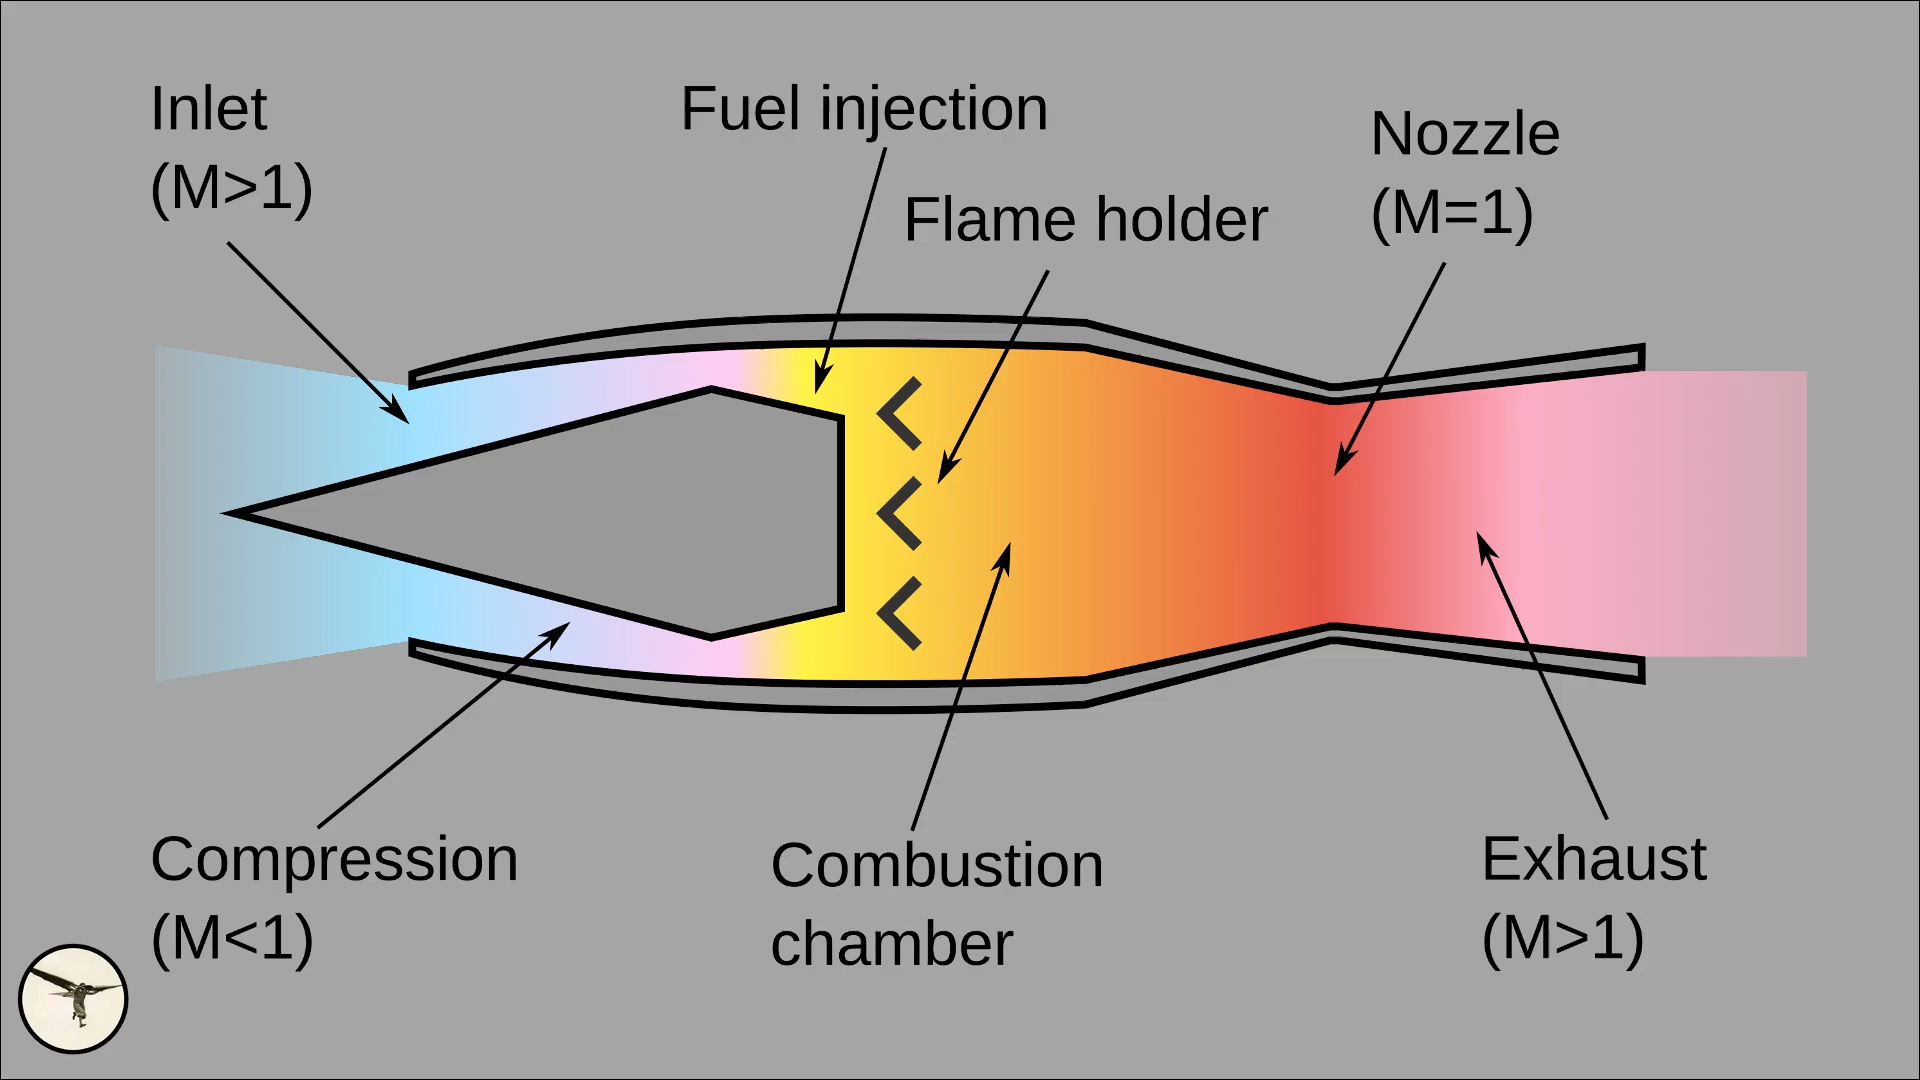 Inlet
(M>1)
Fuel injection
Flame holder
Nozzle
(M=1)
Compression
(M<1)
Combustion
chamber
Exhaust
(M>1)